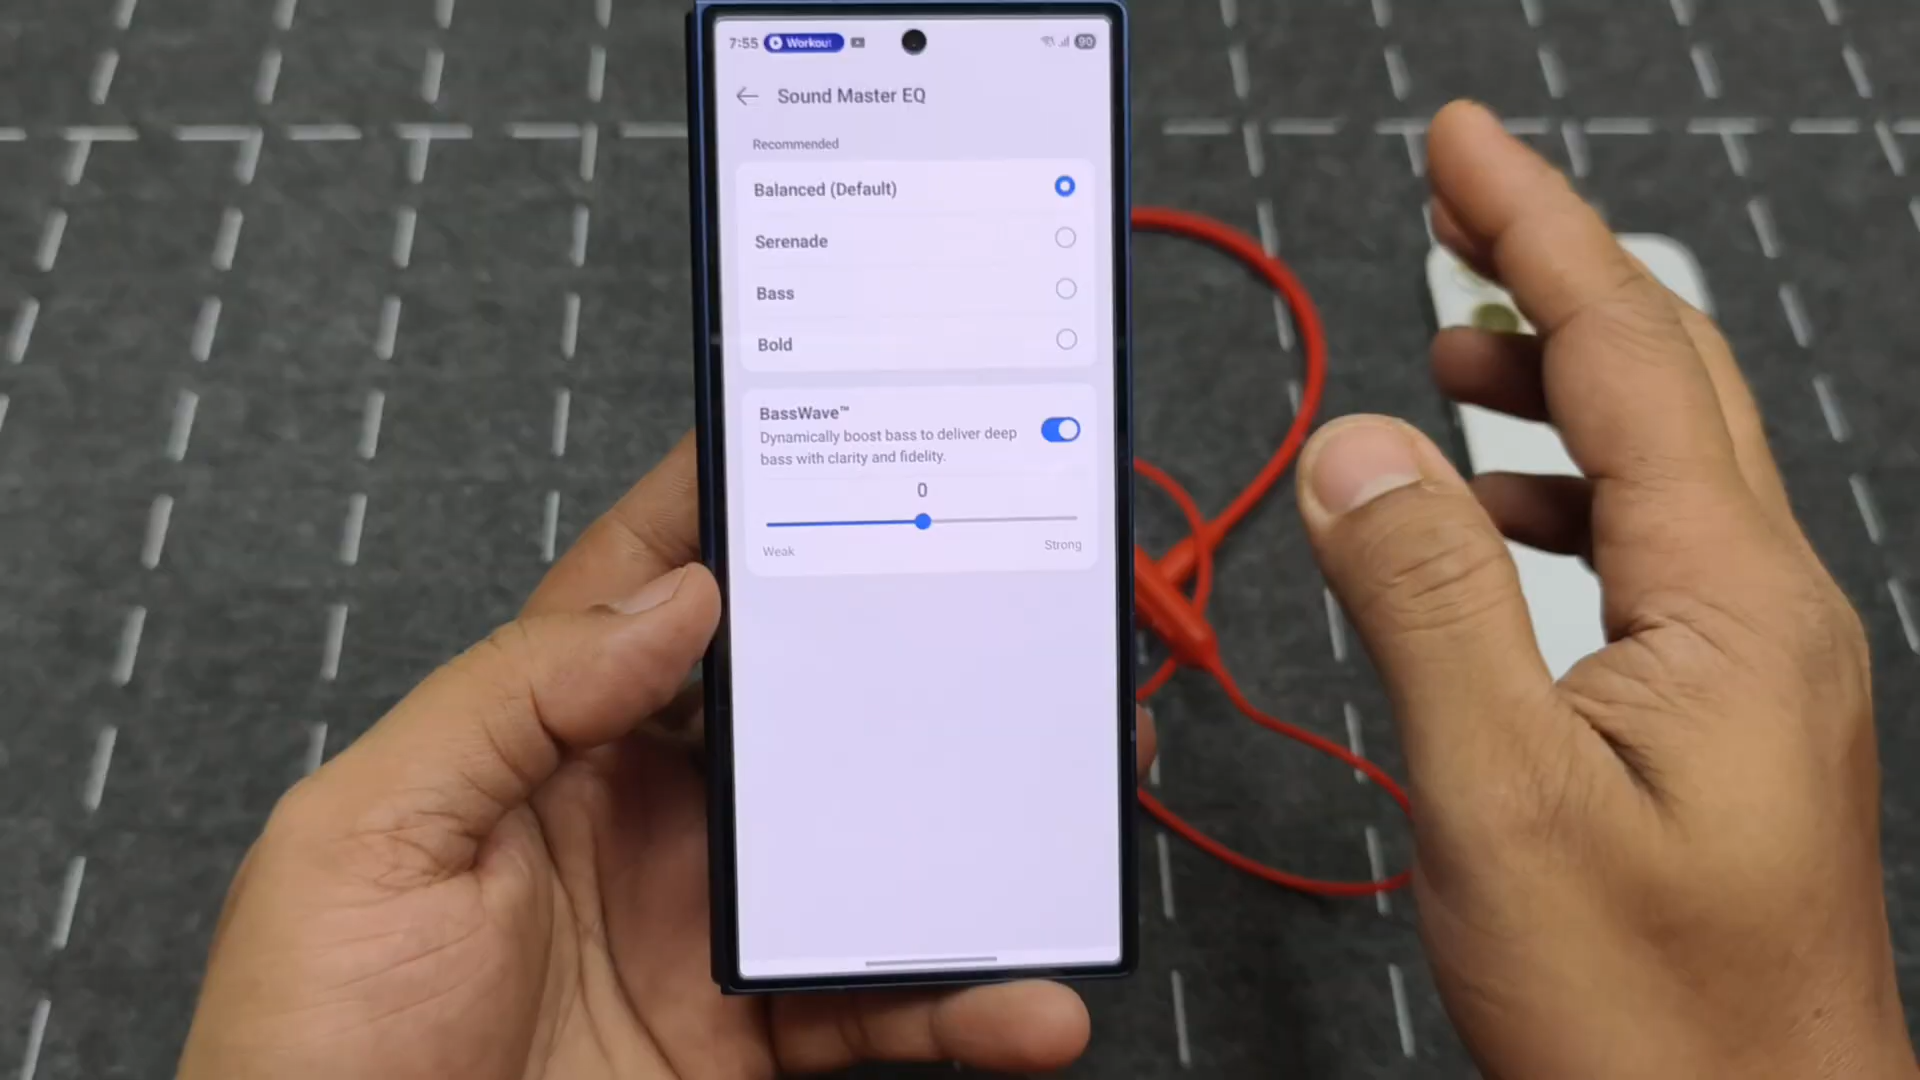 7:55 Workout 90
Sound Master EQ
Recommended
Balanced (Default)
Serenade
Bass
Bold
BassWave™
Dynamically boost bass to deliver deep
bass with clarity and fidelity.
0
Weak Strong